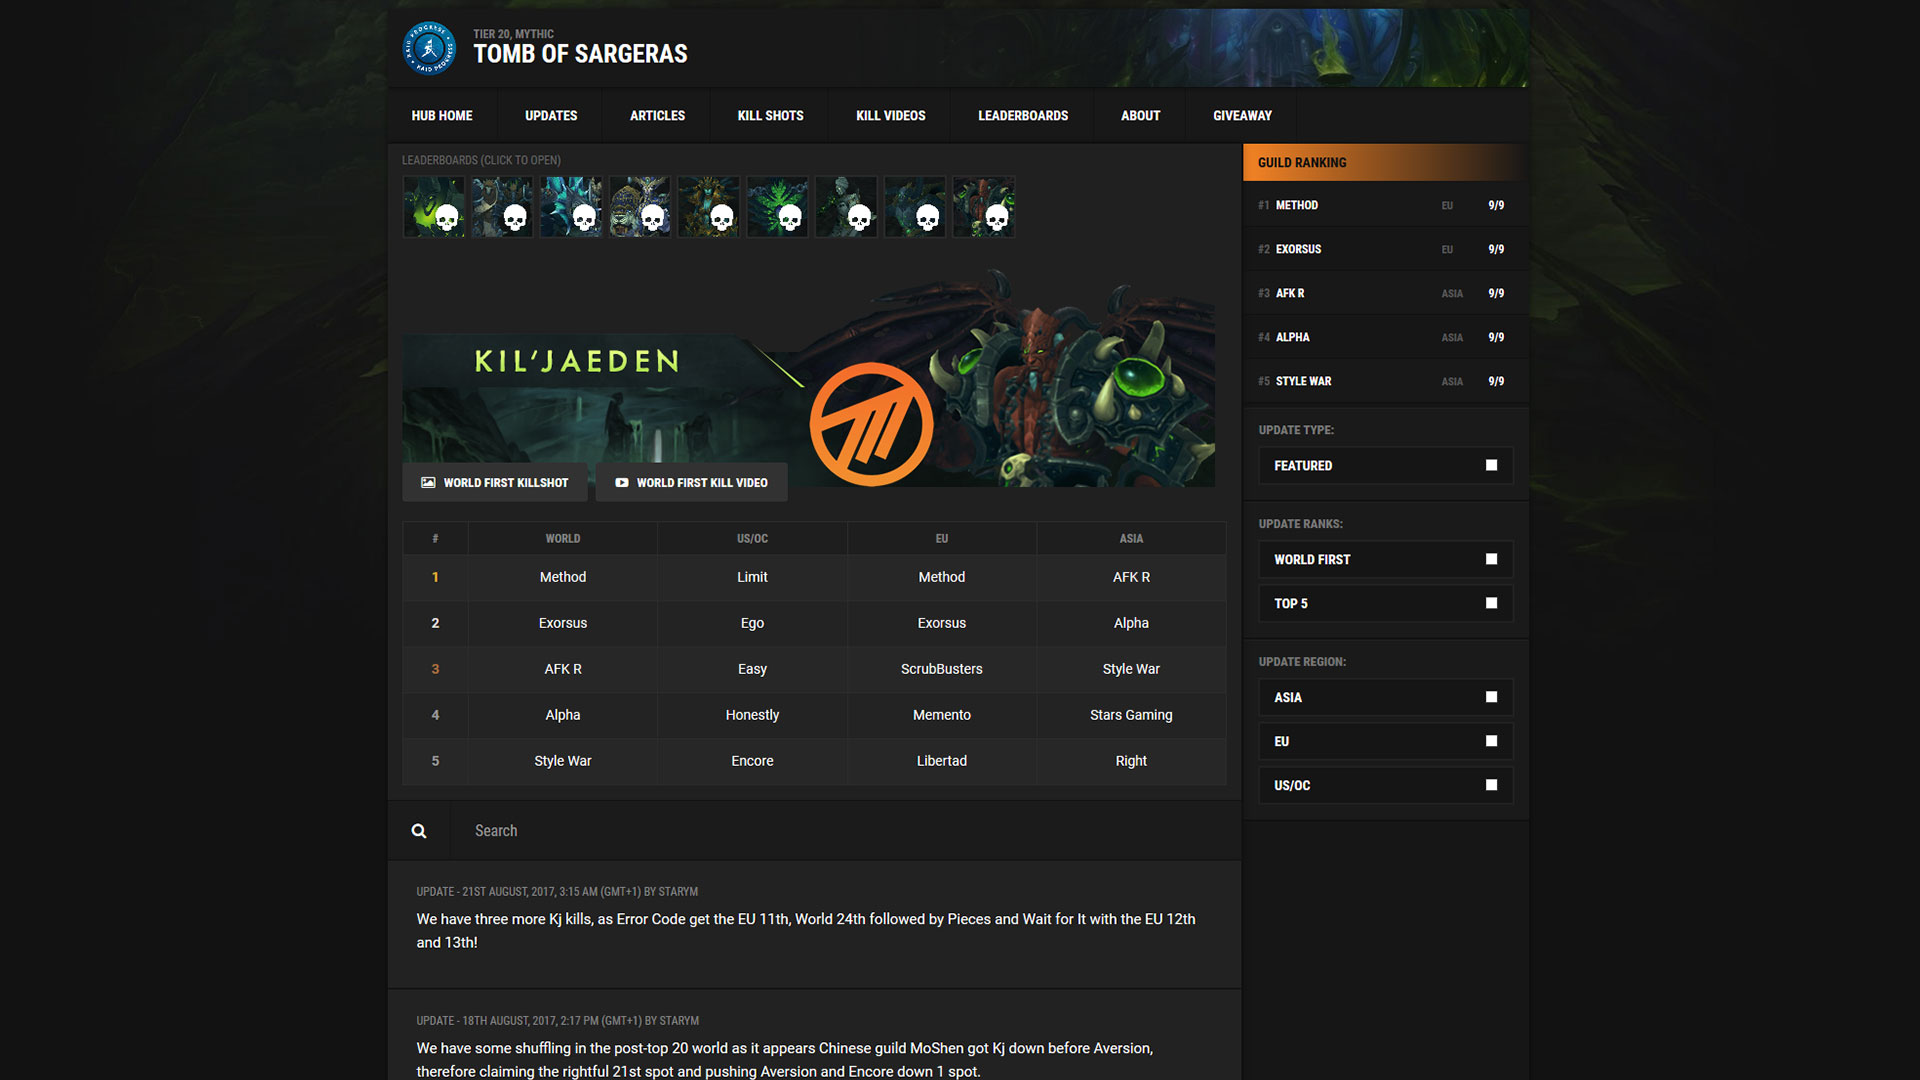 RAID PROGRESS • RAID PROGRESS
TIER 20, MYTHIC
TOMB OF SARGERAS
HUB HOME UPDATES ARTICLES KILL SHOTS KILL VIDEOS LEADERBOARDS ABOUT GIVEAWAY
LEADERBOARDS (CLICK TO OPEN)
KIL'JAEDEN
WORLD FIRST KILLSHOT WORLD FIRST KILL VIDEO
# WORLD US/OC EU ASIA
1 Method Limit Method AFK R
2 Exorsus Ego Exorsus Alpha
3 AFK R Easy ScrubBusters Style War
4 Alpha Honestly Memento Stars Gaming
5 Style War Encore Libertad Right
Search
UPDATE - 21ST AUGUST, 2017, 3:15 AM (GMT+1) BY STARYM
We have three more Kj kills, as Error Code get the EU 11th, World 24th followed by Pieces and Wait for It with the EU 12th
and 13th!
UPDATE - 18TH AUGUST, 2017, 2:17 PM (GMT+1) BY STARYM
We have some shuffling in the post-top 20 world as it appears Chinese guild MoShen got Kj down before Aversion,
therefore claiming the rightful 21st spot and pushing Aversion and Encore down 1 spot.
GUILD RANKING
#1 METHOD EU 9/9
#2 EXORSUS EU 9/9
#3 AFK R ASIA 9/9
#4 ALPHA ASIA 9/9
#5 STYLE WAR ASIA 9/9
UPDATE TYPE:
FEATURED
UPDATE RANKS:
WORLD FIRST
TOP 5
UPDATE REGION:
ASIA
EU
US/OC